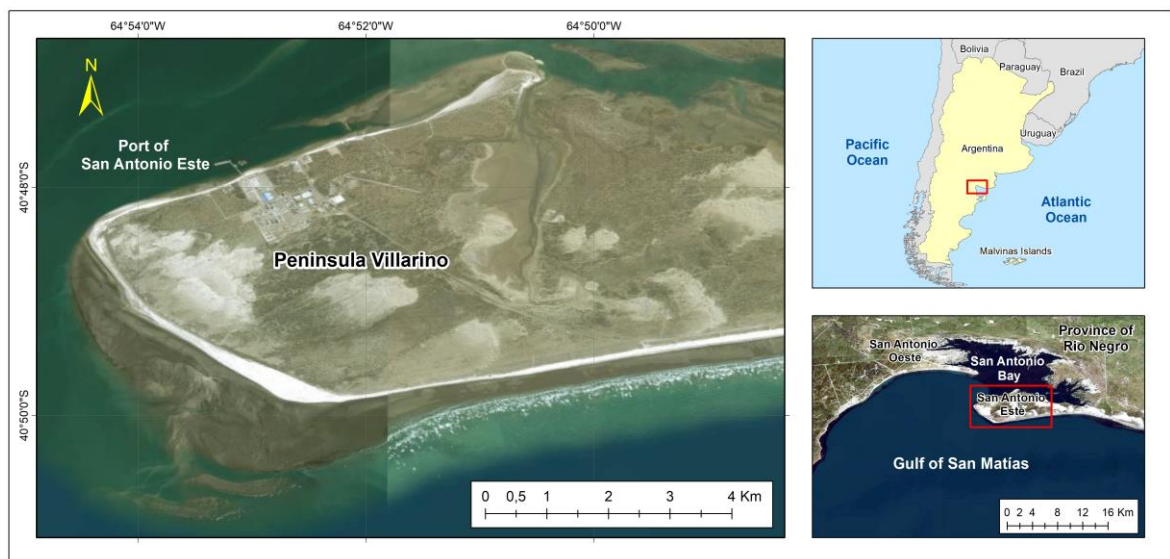 64°54'0"W
64°52'0"W
64°50'0"W
N
Port of
San Antonio Este
40°48'0"S
Peninsula Villarino
40°50'0"S
0 0,5 1 2 3 4 Km
Bolivia
Paraguay
Brazil
Uruguay
Argentina
Pacific
Ocean
Atlantic
Ocean
Malvinas Islands
Province of
Rio Negro
San Antonio
Oeste
San Antonio
Bay
San Antonio
Este
Gulf of San Matías
0 2 4 8 12 16 Km